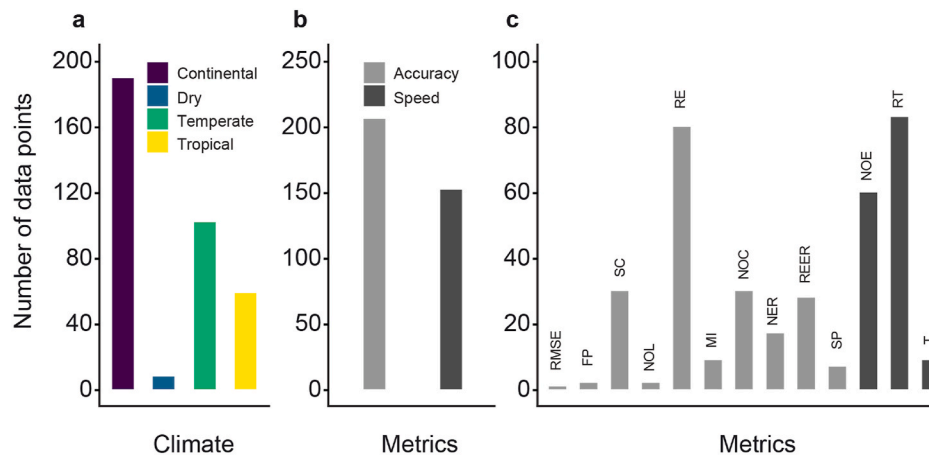 a
Number of data points
200
160
120
80
40
0
Continental
Dry
Temperate
Tropical
Climate
b
250
200
150
100
50
0
Accuracy
Speed
Metrics
c
100
80
60
40
20
0
RMSE
FP
SC
NOL
RE
MI
NOC
NER
REER
SP
NOE
RT
Metrics